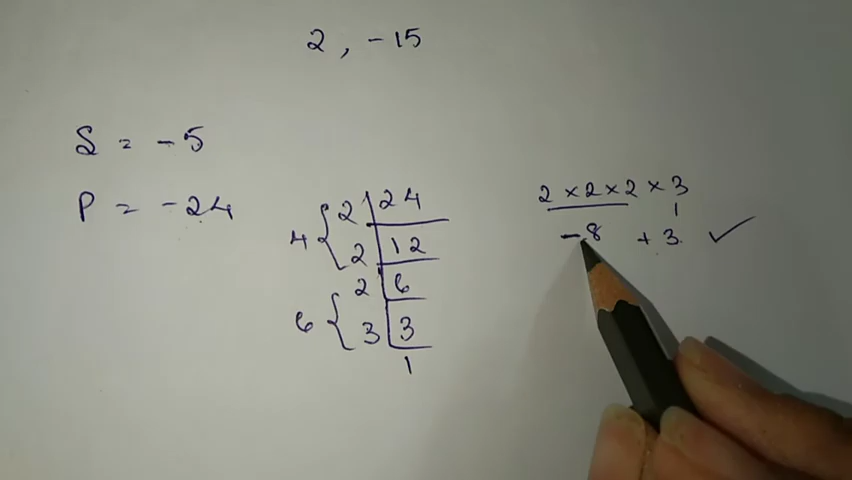 2 , -15
S = -5
P = -24
2 × 2 × 2 × 3
-8 + 3 ✓
4 { 2 | 24
2 | 12
6 { 2 | 6
3 | 3
1